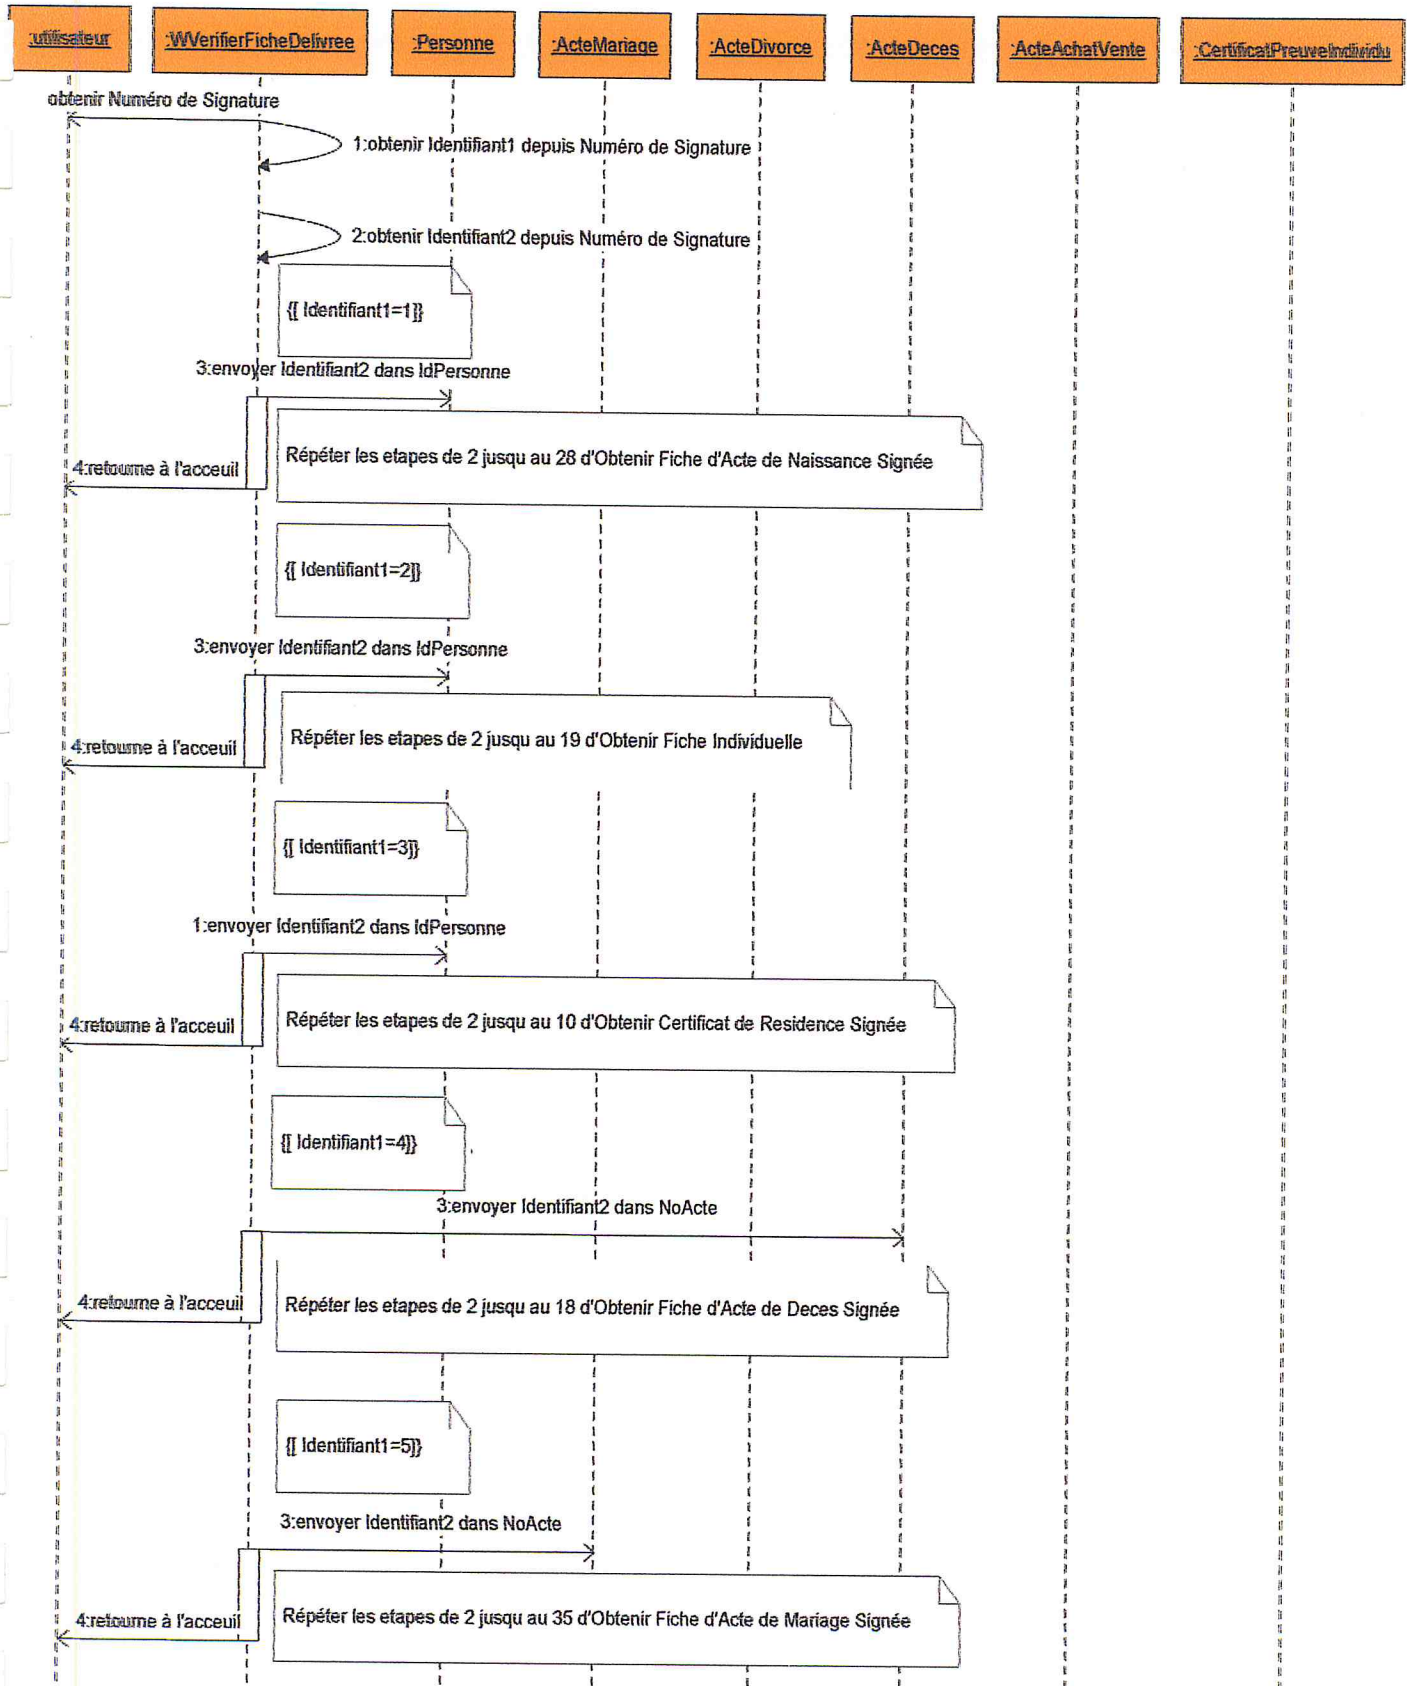 :utilisateur
:WVerifierFicheDelivree
:Personne
:ActeMariage
:ActeDivorce
:ActeDeces
:ActeAchatVente
:CertificatPreuveIndividu
obtenir Numéro de Signature
1:obtenir Identifiant1 depuis Numéro de Signature
2:obtenir Identifiant2 depuis Numéro de Signature
{[ Identifiant1=1]}
3:envoyer Identifiant2 dans IdPersonne
Répéter les etapes de 2 jusqu au 28 d'Obtenir Fiche d'Acte de Naissance Signée
4:retourne à l'acceuil
{[ Identifiant1=2]}
3:envoyer Identifiant2 dans IdPersonne
Répéter les etapes de 2 jusqu au 19 d'Obtenir Fiche Individuelle
4:retourne à l'acceuil
{[ Identifiant1=3]}
1:envoyer Identifiant2 dans IdPersonne
Répéter les etapes de 2 jusqu au 10 d'Obtenir Certificat de Residence Signée
4:retourne à l'acceuil
{[ Identifiant1=4]}
3:envoyer Identifiant2 dans NoActe
4:retourne à l'acceuil
Répéter les etapes de 2 jusqu au 18 d'Obtenir Fiche d'Acte de Deces Signée
{[ Identifiant1=5]}
3:envoyer Identifiant2 dans NoActe
4:retourne à l'acceuil
Répéter les etapes de 2 jusqu au 35 d'Obtenir Fiche d'Acte de Mariage Signée